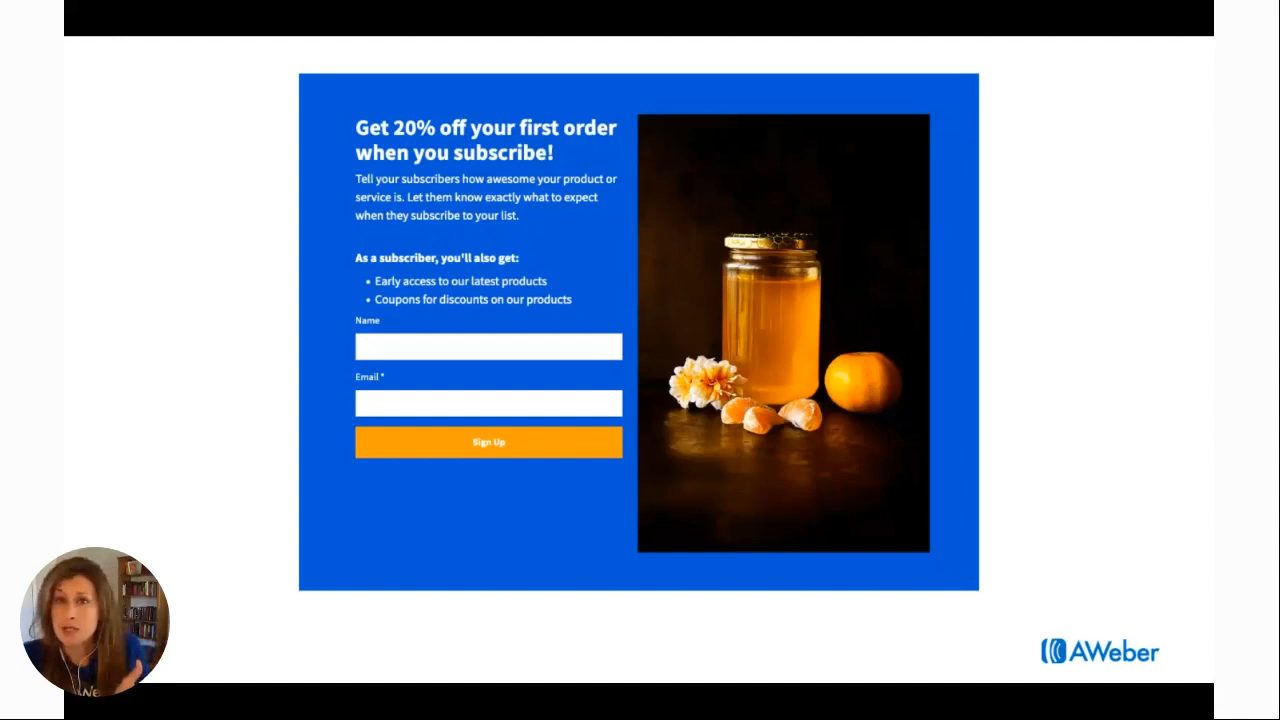 Get 20% off your first order
when you subscribe!
Tell your subscribers how awesome your product or
service is. Let them know exactly what to expect
when they subscribe to your list.
As a subscriber, you'll also get:
• Early access to our latest products
• Coupons for discounts on our products
Name
Email *
Sign Up
AWeber